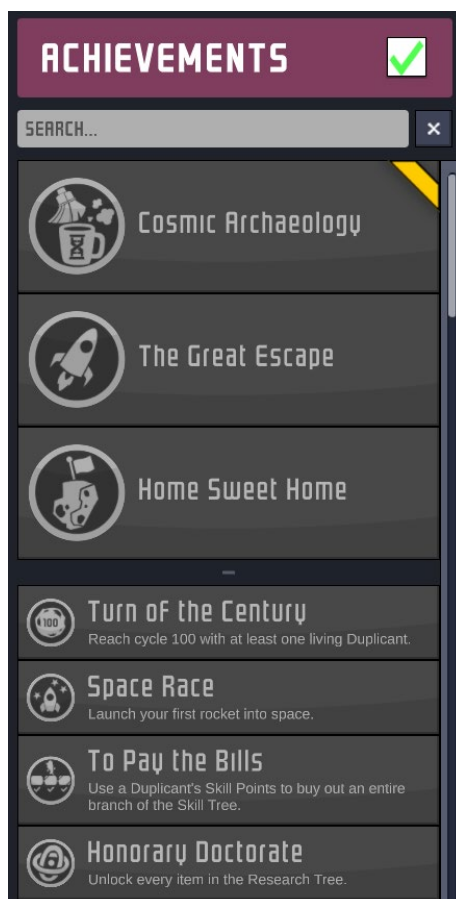 ACHIEVEMENTS
SEARCH...
Cosmic Archaeology
The Great Escape
Home Sweet Home
100
Turn of the Century
Reach cycle 100 with at least one living Duplicant.
Space Race
Launch your first rocket into space.
To Pay the Bills
Use a Duplicant's Skill Points to buy out an entire
branch of the Skill Tree.
Honorary Doctorate
Unlock every item in the Research Tree.